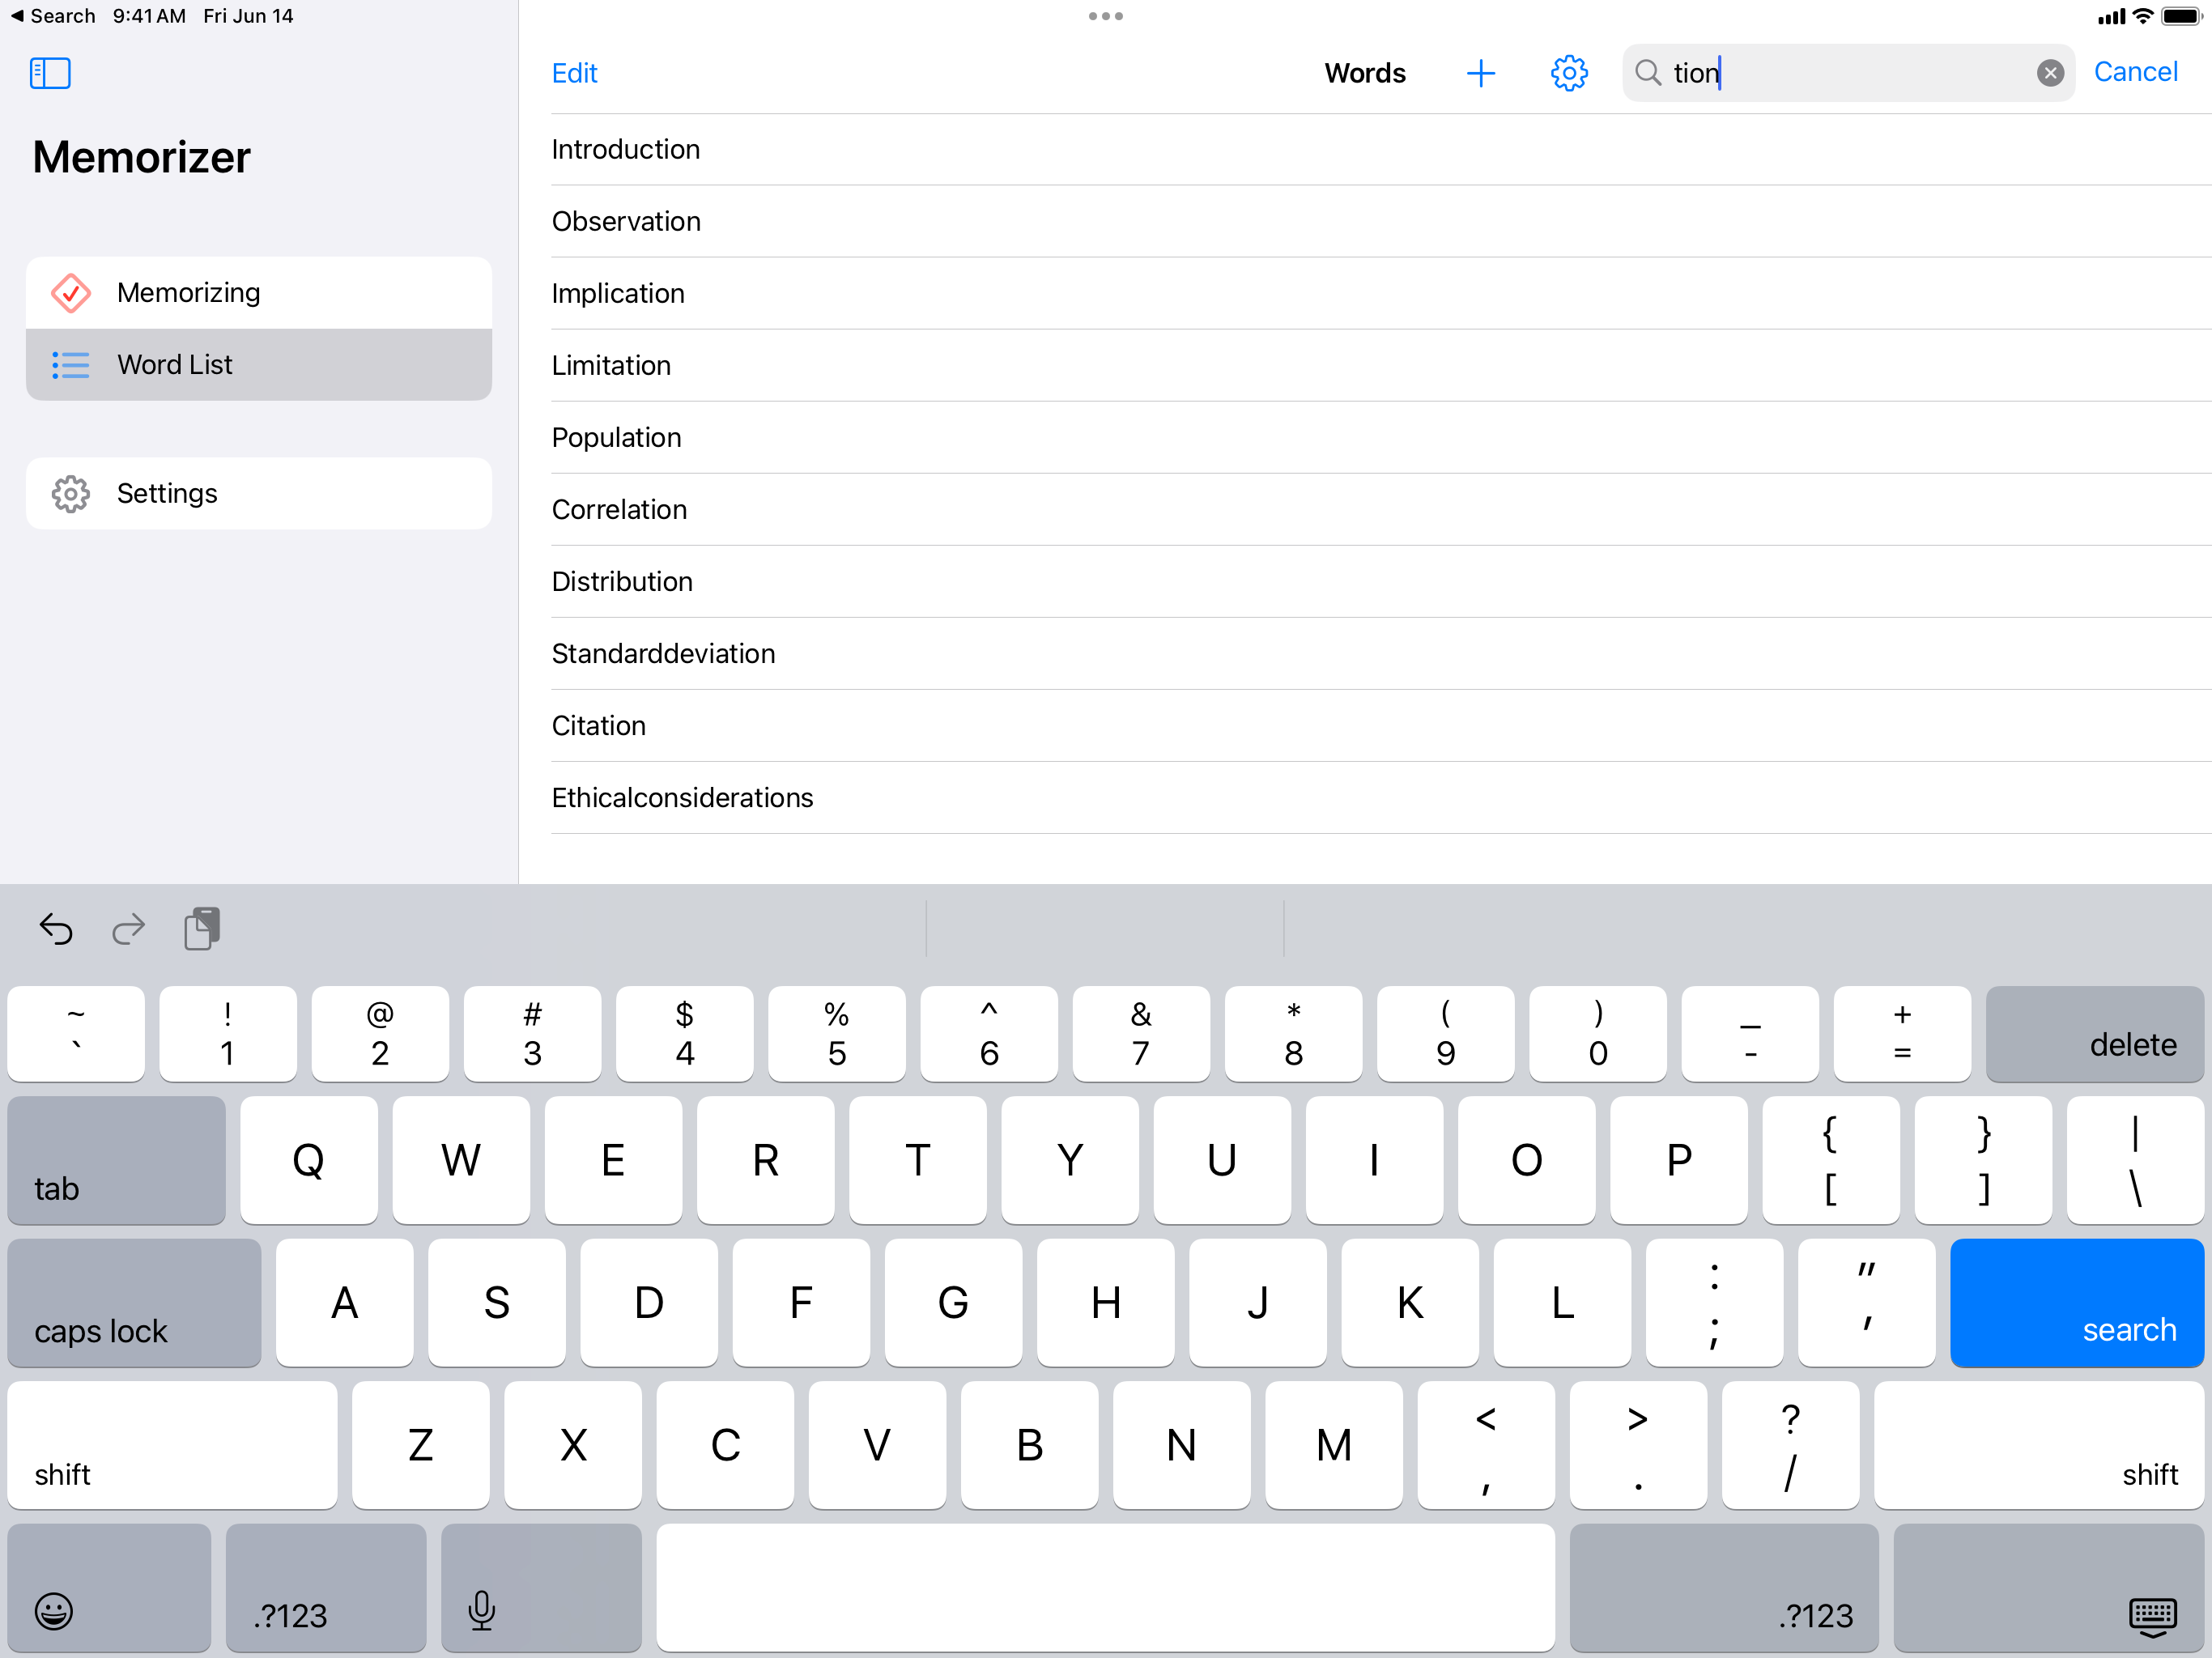 ◀ Search 9:41 AM Fri Jun 14
Memorizer
Memorizing
Word List
Settings
Edit Words + tion Cancel
Introduction
Observation
Implication
Limitation
Population
Correlation
Distribution
Standarddeviation
Citation
Ethicalconsiderations
~ ! @ # $ % ^ & * ( ) _ +
` 1 2 3 4 5 6 7 8 9 0 - = delete
tab Q W E R T Y U I O P { [ } ] | \
caps lock A S D F G H J K L : ; " ' search
shift Z X C V B N M < , > . ? / shift
.?123 .?123